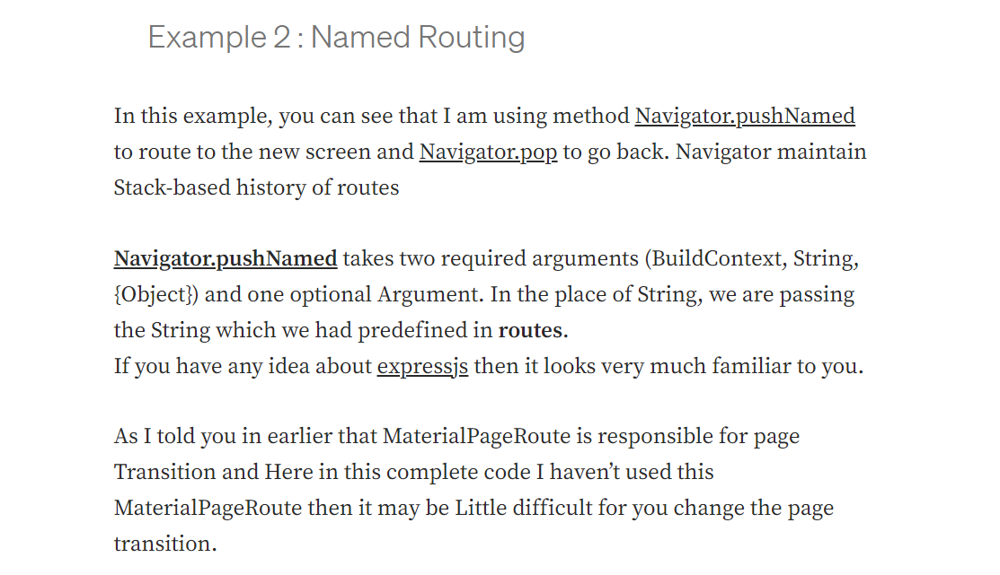 Example 2 : Named Routing
In this example, you can see that I am using method Navigator.pushNamed
to route to the new screen and Navigator.pop to go back. Navigator maintain
Stack-based history of routes
Navigator.pushNamed takes two required arguments (BuildContext, String,
{Object}) and one optional Argument. In the place of String, we are passing
the String which we had predefined in routes.
If you have any idea about expressjs then it looks very much familiar to you.
As I told you in earlier that MaterialPageRoute is responsible for page
Transition and Here in this complete code I haven’t used this
MaterialPageRoute then it may be Little difficult for you change the page
transition.